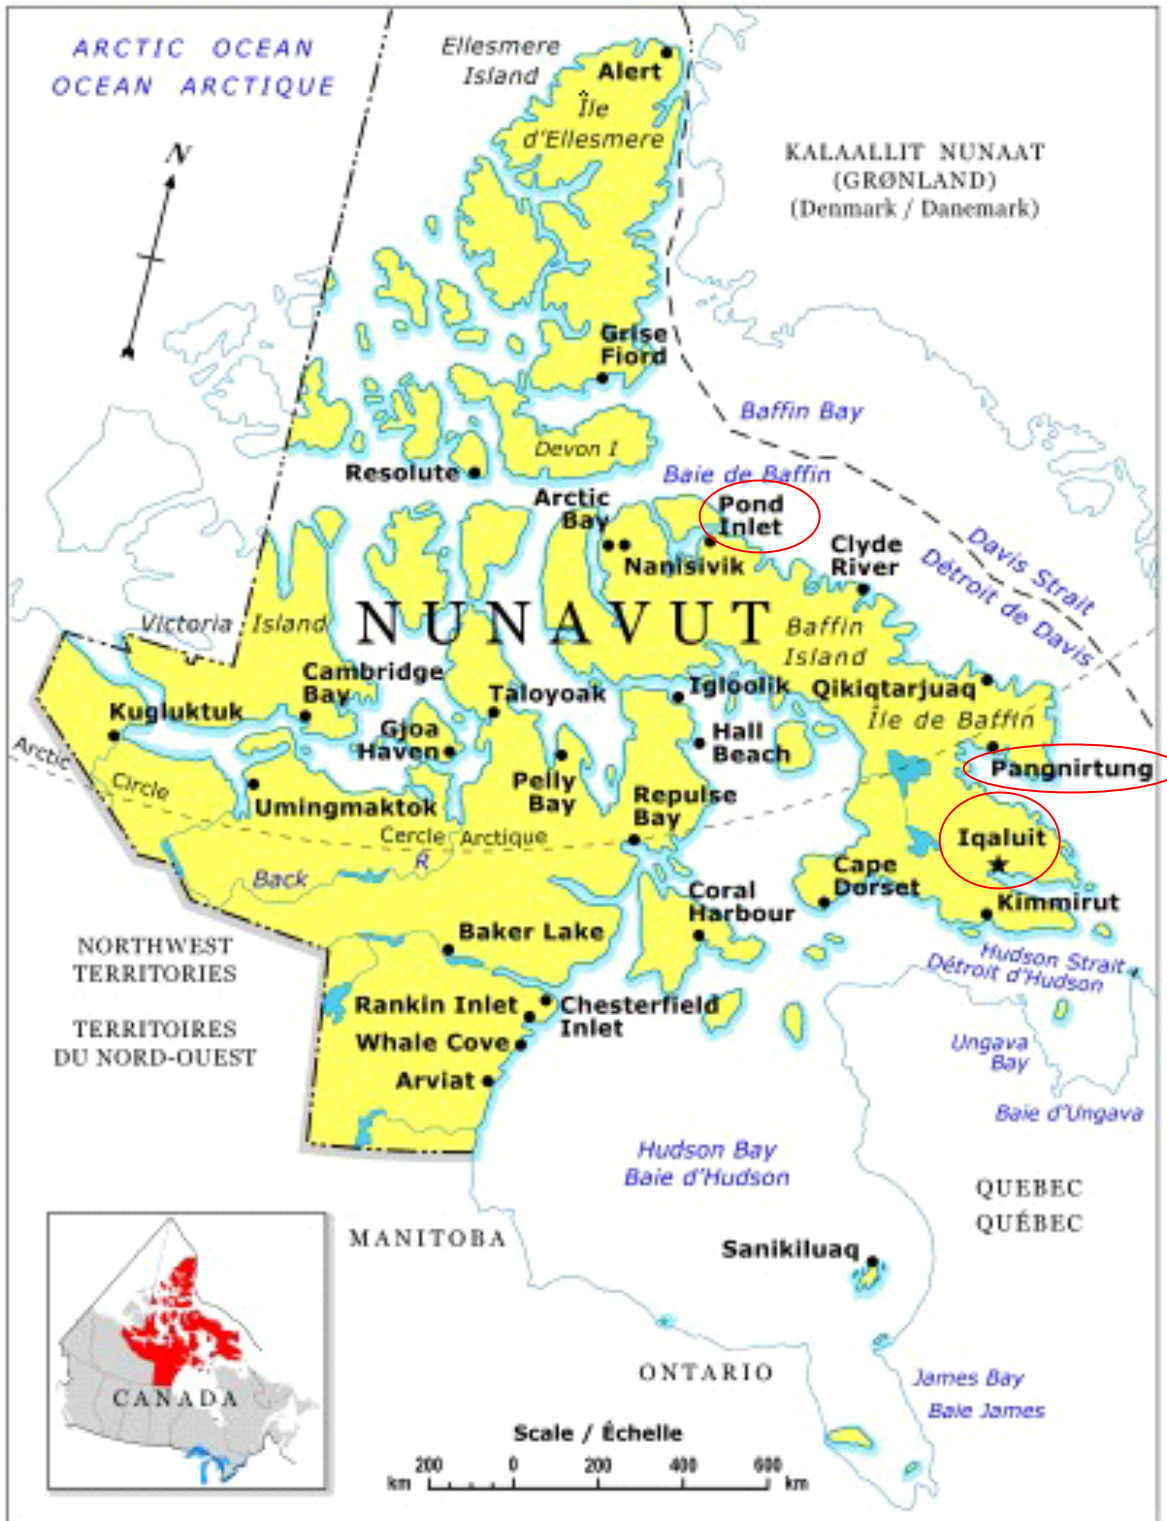 ARCTIC OCEAN
OCEAN ARCTIQUE
Ellesmere
Island
Alert
Île
d'Ellesmere
N
KALAALLIT NUNAAT
(GRØNLAND)
(Denmark / Danemark)
Grise
Fiord
Baffin Bay
Devon I
Resolute
Baie de Baffin
Arctic
Bay
Pond
Inlet
Nanisivik
Clyde
River
Davis Strait
Détroit de Davis
NUNAVUT
Victoria Island
Baffin
Island
Cambridge
Bay
Taloyoak
Igloolik
Qikiqtarjuaq
Kugluktuk
Île de Baffin
Gjoa
Haven
Hall
Beach
Arctic
Circle
Pelly
Bay
Pangnirtung
Umingmaktok
Repulse
Bay
Cercle Arctique
Iqaluit
R
Back
Cape
Dorset
Coral
Harbour
Kimmirut
Baker Lake
NORTHWEST
TERRITORIES
Hudson Strait
Détroit d'Hudson
Rankin Inlet
Chesterfield
Inlet
TERRITOIRES
DU NORD-OUEST
Whale Cove
Ungava
Bay
Arviat
Baie d'Ungava
Hudson Bay
Baie d'Hudson
QUEBEC
QUÉBEC
MANITOBA
Sanikiluaq
ONTARIO
James Bay
Baie James
CANADA
Scale / Échelle
200 0 200 400 600
km km